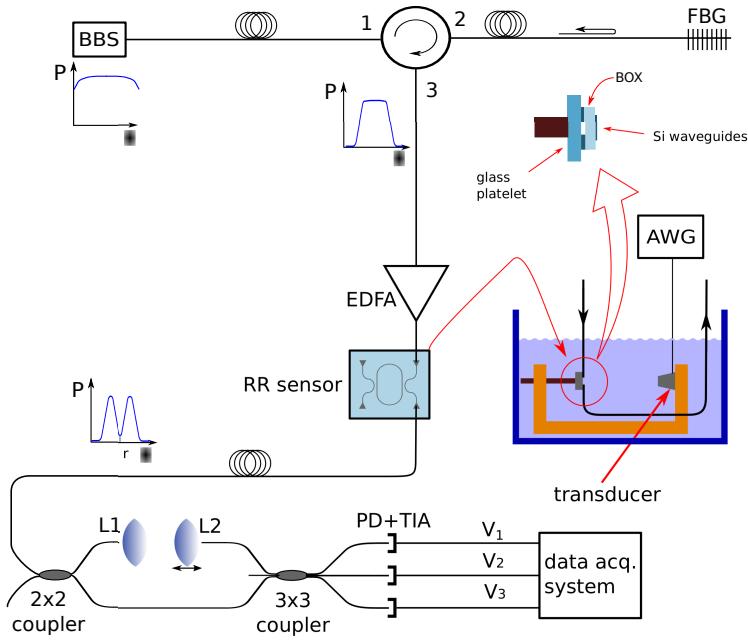 BBS
1
2
3
FBG
P
P
BOX
Si waveguides
glass
platelet
AWG
EDFA
RR sensor
P
r
transducer
L1
L2
PD+TIA
V1
V2
V3
data acq.
system
2x2
coupler
3x3
coupler